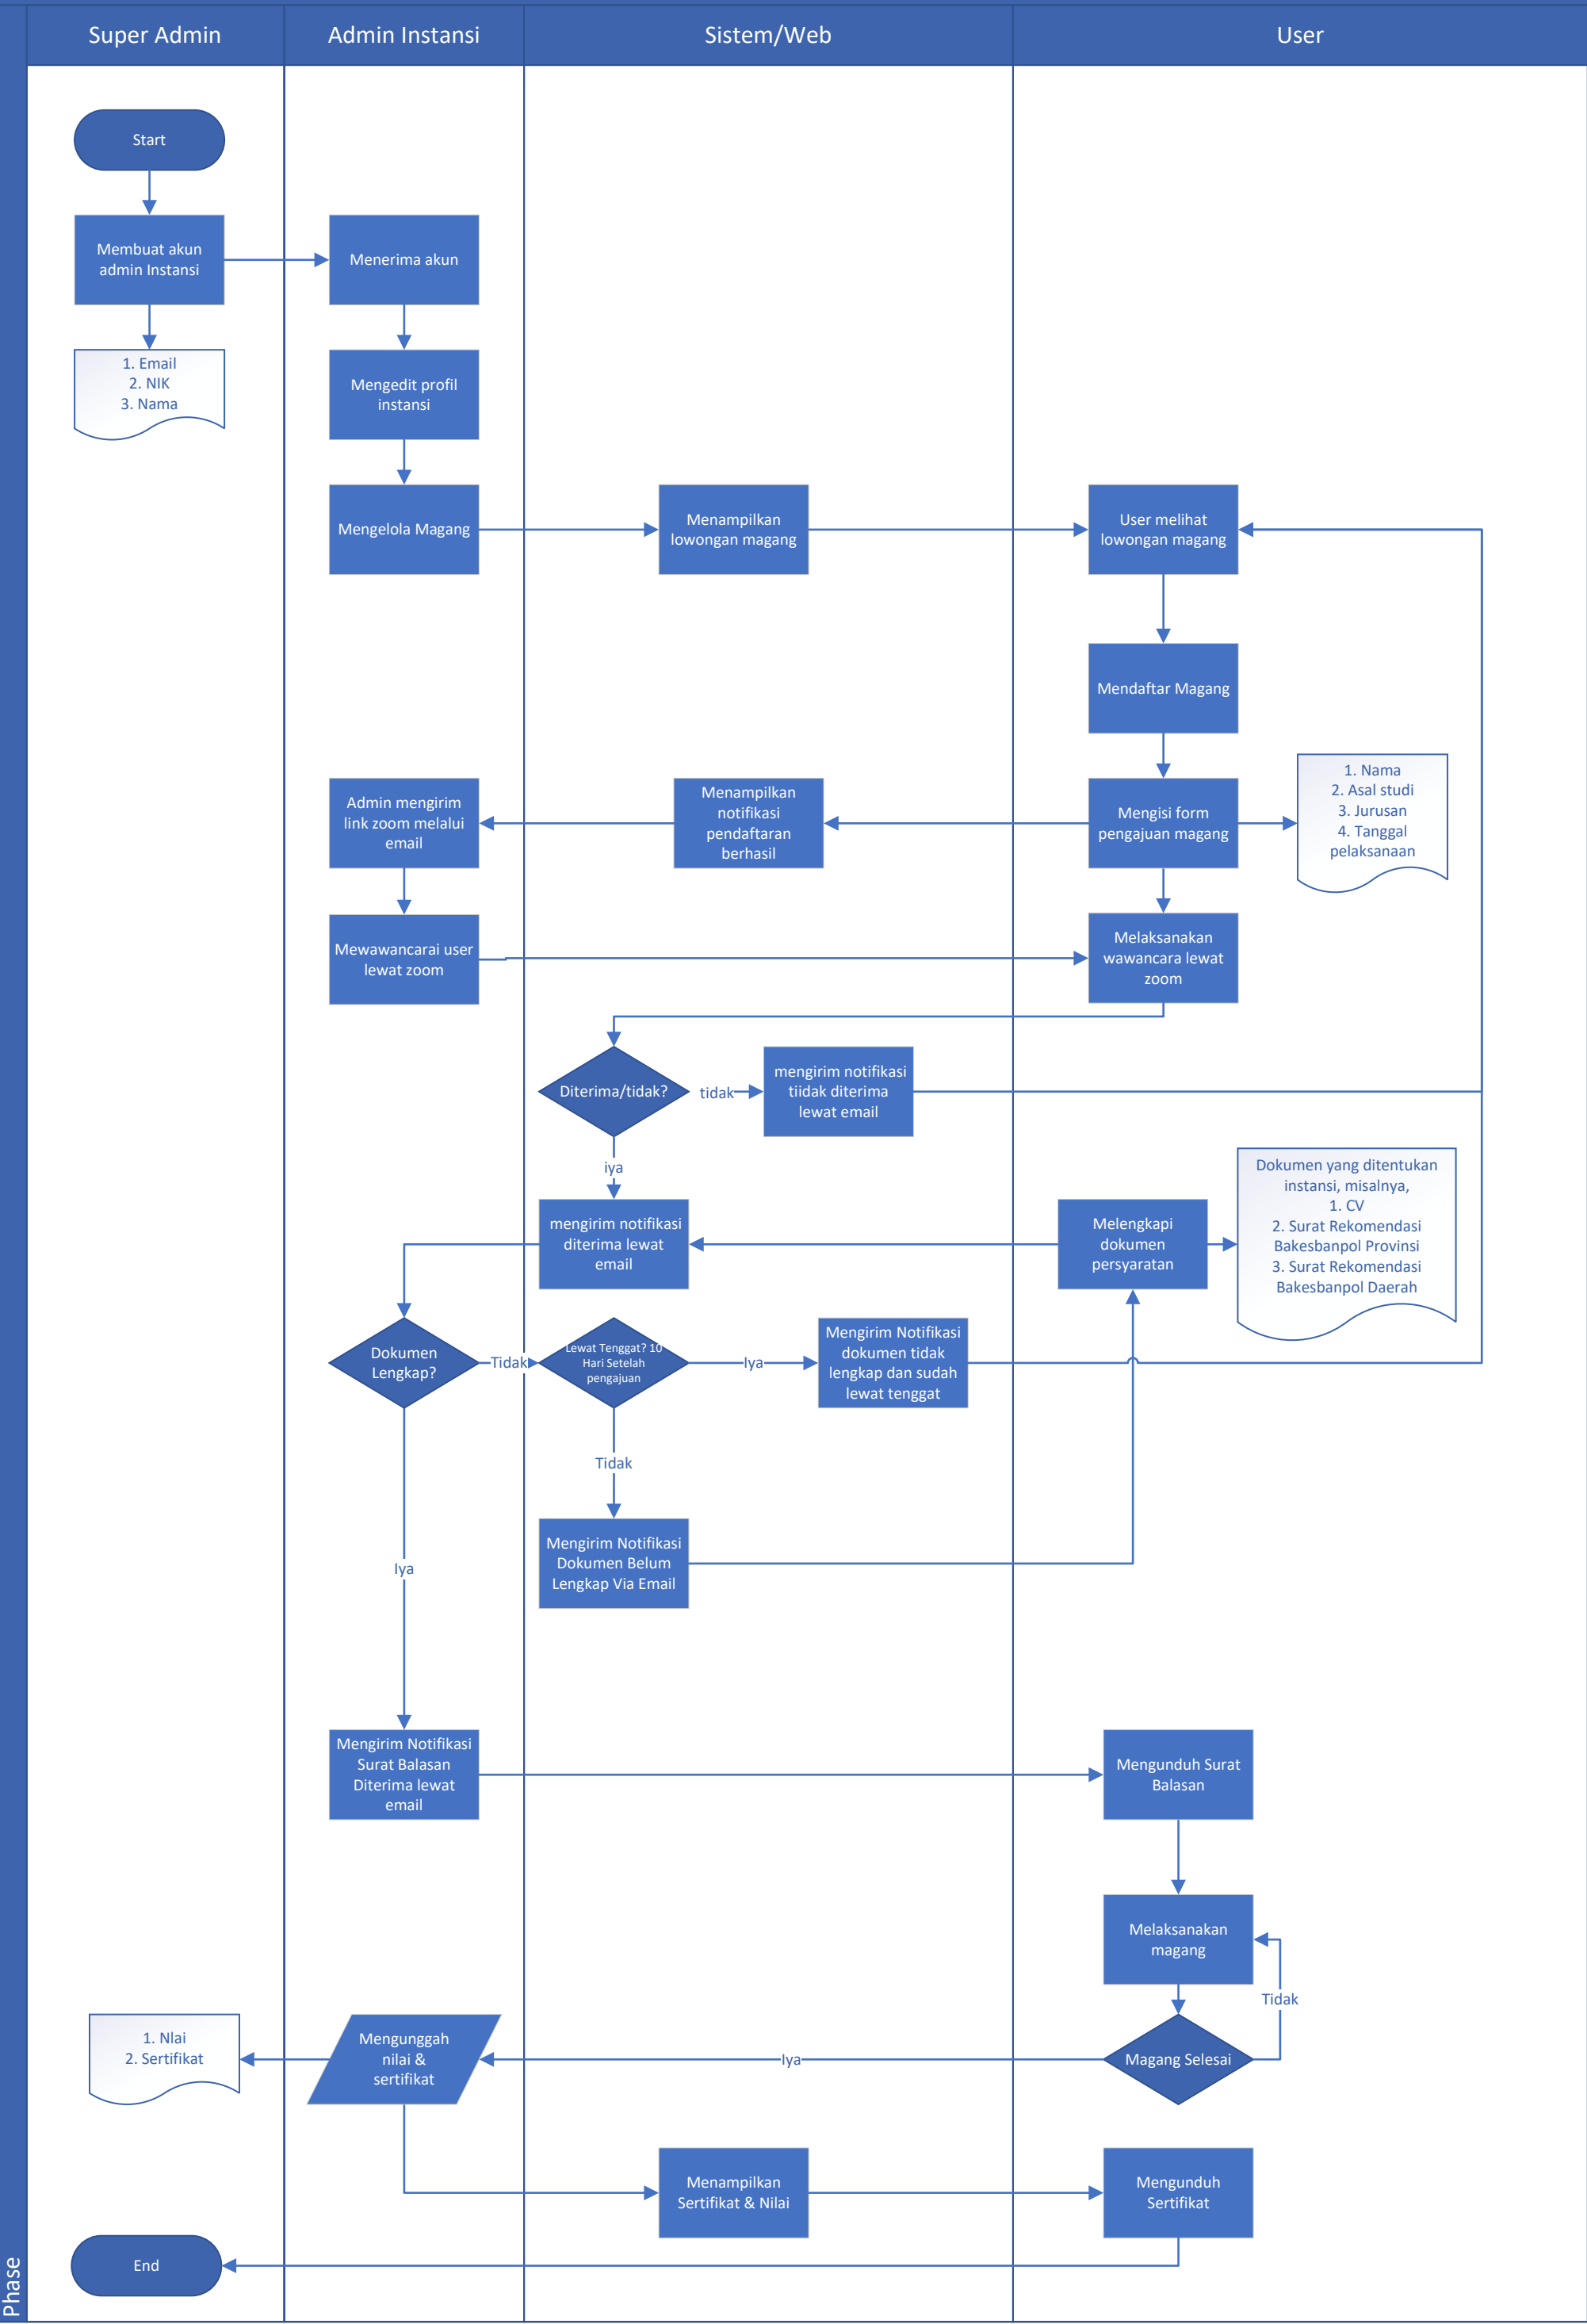 Super Admin
Admin Instansi
Sistem/Web
User
Start
Membuat akun
admin Instansi
Menerima akun
1. Email
2. NIK
3. Nama
Mengedit profil
instansi
Mengelola Magang
Menampilkan
lowongan magang
User melihat
lowongan magang
Mendaftar Magang
Admin mengirim
link zoom melalui
email
Menampilkan
notifikasi
pendaftaran
berhasil
Mengisi form
pengajuan magang
1. Nama
2. Asal studi
3. Jurusan
4. Tanggal
pelaksanaan
Mewawancarai user
lewat zoom
Melaksanakan
wawancara lewat
zoom
Diterima/tidak?
tidak
mengirim notifikasi
tiidak diterima
lewat email
iya
mengirim notifikasi
diterima lewat
email
Melengkapi
dokumen
persyaratan
Dokumen yang ditentukan
instansi, misalnya,
1. CV
2. Surat Rekomendasi
Bakesbanpol Provinsi
3. Surat Rekomendasi
Bakesbanpol Daerah
Dokumen
Lengkap?
Tidak
Lewat Tenggat? 10
Hari Setelah
pengajuan
Iya
Mengirim Notifikasi
dokumen tidak
lengkap dan sudah
lewat tenggat
Tidak
Mengirim Notifikasi
Dokumen Belum
Lengkap Via Email
Iya
Mengirim Notifikasi
Surat Balasan
Diterima lewat
email
Mengunduh Surat
Balasan
Melaksanakan
magang
Tidak
1. NIai
2. Sertifikat
Mengunggah
nilai &
sertifikat
Iya
Magang Selesai
Menampilkan
Sertifikat & Nilai
Mengunduh
Sertifikat
End
Phase